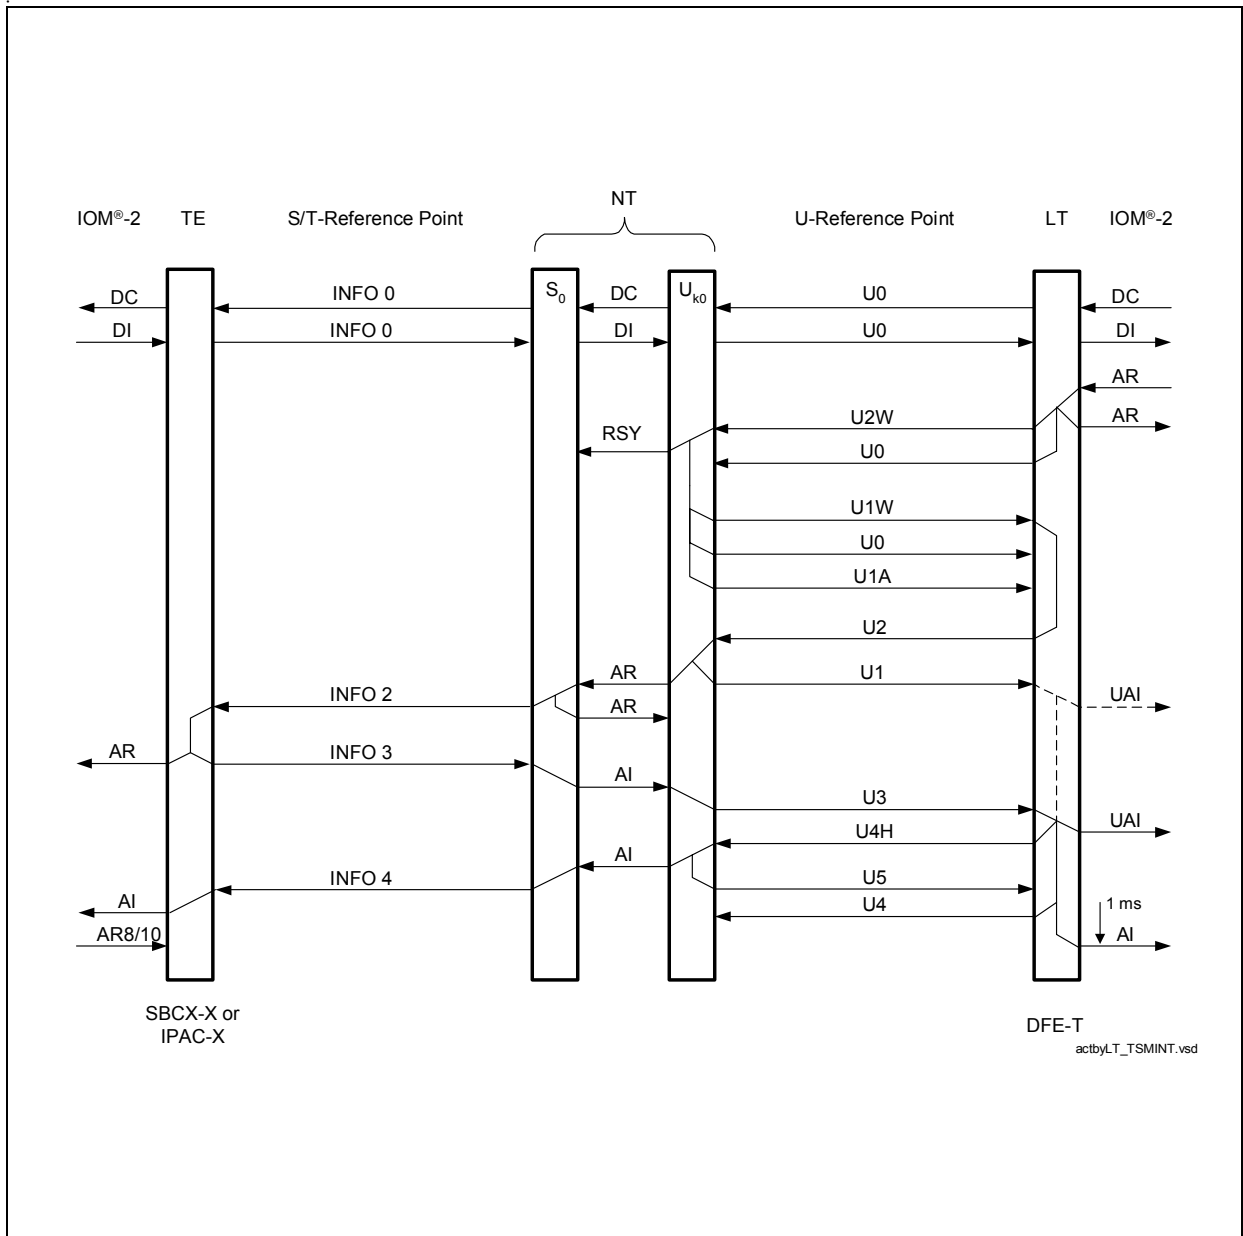 NT
IOM®-2 TE S/T-Reference Point U-Reference Point LT IOM®-2
S0 Uk0
DC INFO 0 DC U0 DC
DI INFO 0 DI U0 DI
AR
U2W AR
RSY
U0
U1W
U0
U1A
U2
AR U1
INFO 2 UAI
AR
AR INFO 3
AI
U3
UAI
U4H
AI
INFO 4 U5
AI U4 1 ms
AR8/10 AI
SBCX-X or
IPAC-X
DFE-T
actbyLT_TSMINT.vsd